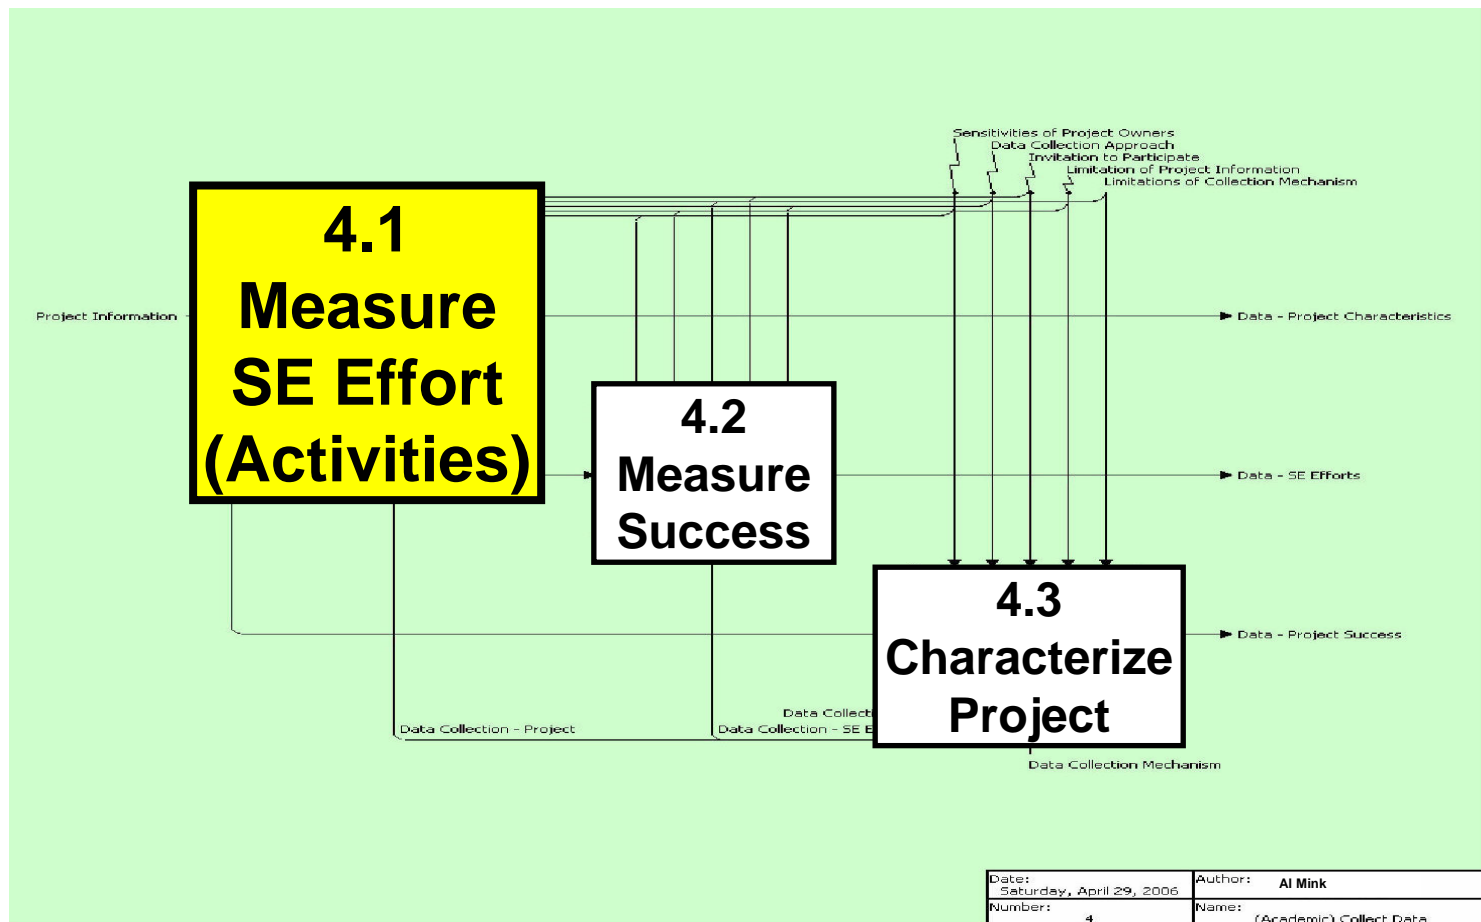 Sensitivities of Project Owners
Data Collection Approach
Invitation to Participate
Limitation of Project Information
Limitations of Collection Mechanism
4.1
Measure
SE Effort
(Activities)
Project Information
Data - Project Characteristics
4.2
Measure
Success
Data - SE Efforts
4.3
Characterize
Project
Data - Project Success
Data Collecti
Data Collection - Project
Data Collection - SE E
Data Collection Mechanism
Date:
Saturday, April 29, 2006
Author: Al Mink
Number:
4
Name:
(Academic) Collect Data